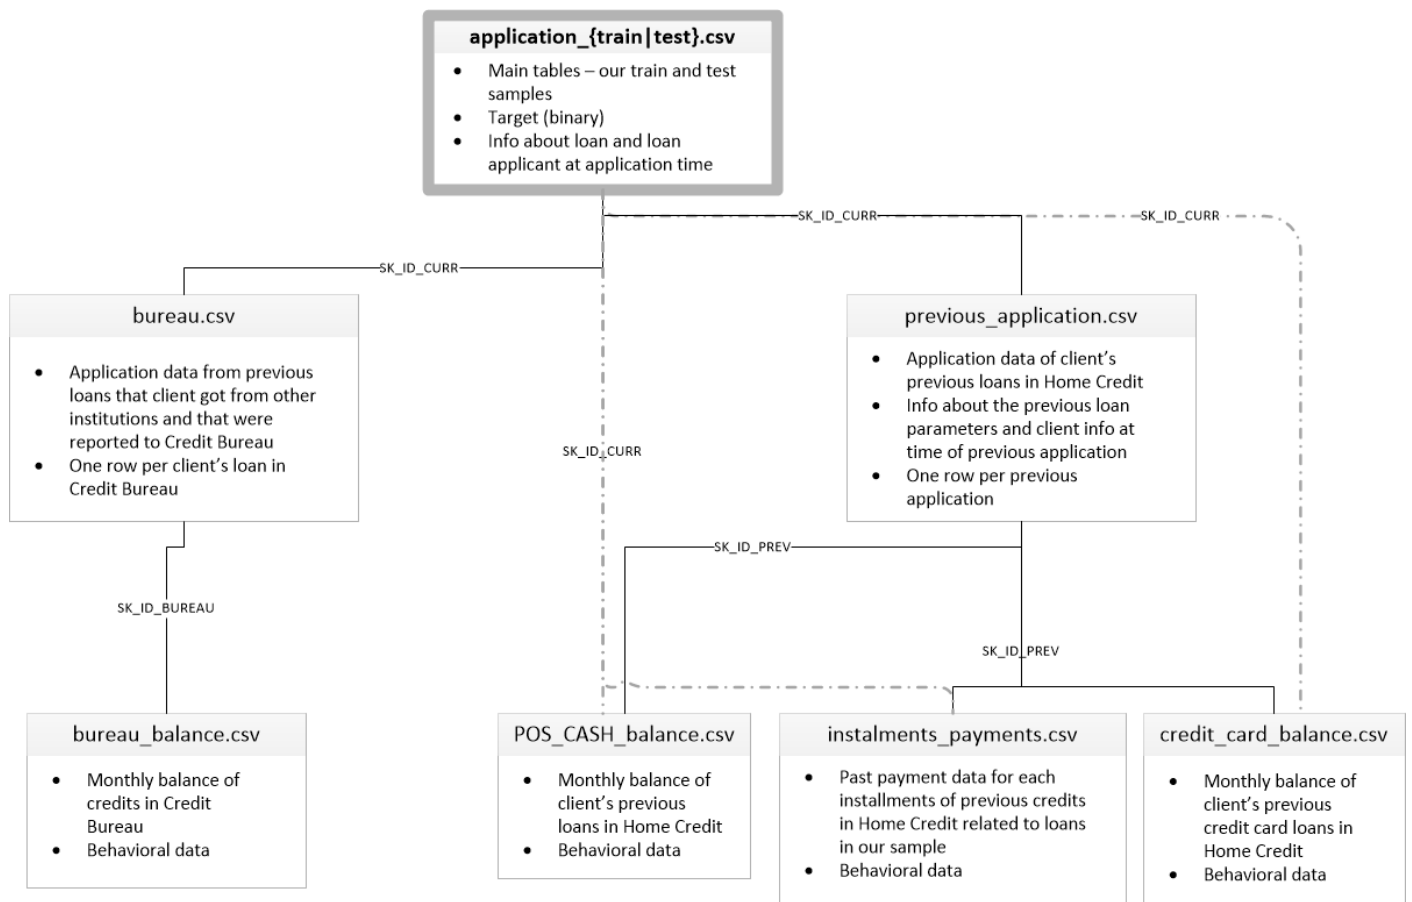 application_{train|test}.csv
• Main tables – our train and test
samples
• Target (binary)
• Info about loan and loan
applicant at application time
SK_ID_CURR
SK_ID_CURR
SK_ID_CURR
bureau.csv
• Application data from previous
loans that client got from other
institutions and that were
reported to Credit Bureau
• One row per client’s loan in
Credit Bureau
previous_application.csv
• Application data of client’s
previous loans in Home Credit
• Info about the previous loan
parameters and client info at
time of previous application
• One row per previous
application
SK_ID_CURR
SK_ID_PREV
SK_ID_BUREAU
SK_ID_PREV
bureau_balance.csv
• Monthly balance of
credits in Credit
Bureau
• Behavioral data
POS_CASH_balance.csv
• Monthly balance of
client’s previous
loans in Home Credit
• Behavioral data
instalments_payments.csv
• Past payment data for each
installments of previous credits
in Home Credit related to loans
in our sample
• Behavioral data
credit_card_balance.csv
• Monthly balance of
client’s previous
credit card loans in
Home Credit
• Behavioral data